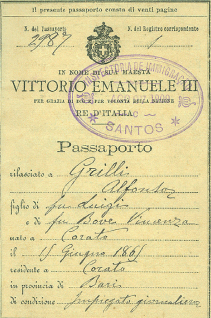 Il presente passaporto consta di venti pagine
N. del Passaporto
N. del Registro corrispondente
IN NOME DI SUA MAESTÀ
VITTORIO EMANUELE III
PER GRAZIA DI DIO E PER VOLONTÀ DELLA NAZIONE
RE D'ITALIA
SANTOS
Passaporto
rilasciato a Grilli
Alfonso
figlio di fu Luigi
e di fu Bove Vincenza
nato a Corato
il 15 Giugno
residente a Corato
in provincia di Bari
di condizione Impiegato giornaliero